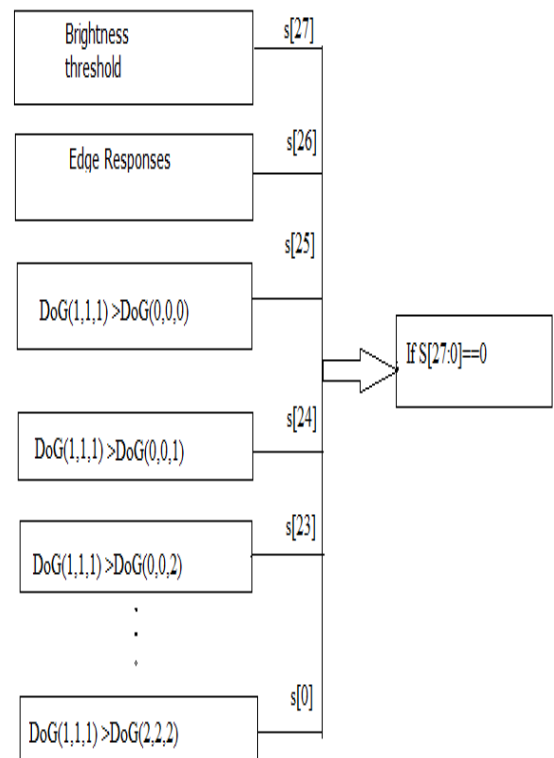 Brightness
threshold
s[27]
Edge Responses
s[26]
s[25]
DoG(1,1,1) >DoG(0,0,0)
If S[27:0]==0
s[24]
DoG(1,1,1) >DoG(0,0,1)
s[23]
DoG(1,1,1) >DoG(0,0,2)
s[0]
DoG(1,1,1) >DoG(2,2,2)